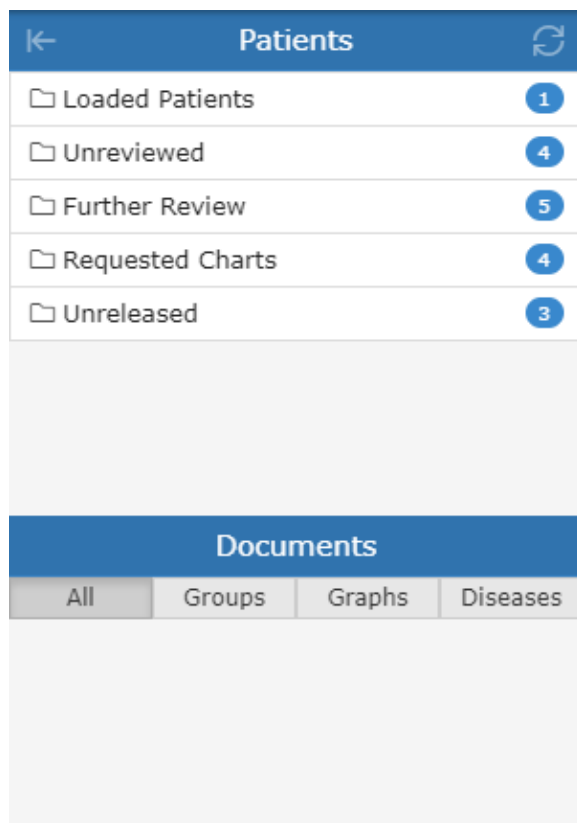 Patients
Loaded Patients 1
Unreviewed 4
Further Review 5
Requested Charts 4
Unreleased 3
Documents
All Groups Graphs Diseases